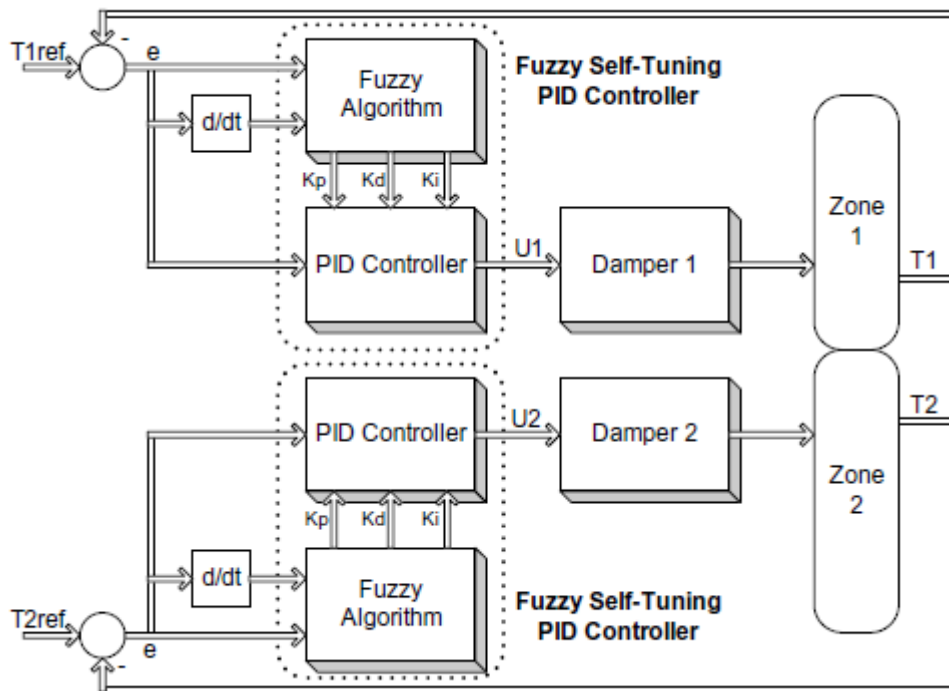 T1ref
-
e
d/dt
Fuzzy
Algorithm
Fuzzy Self-Tuning
PID Controller
Kp
Kd
Ki
PID Controller
U1
Damper 1
Zone
1
T1
PID Controller
U2
Damper 2
Zone
2
T2
Kp
Kd
Ki
d/dt
Fuzzy
Algorithm
Fuzzy Self-Tuning
PID Controller
T2ref
e
-